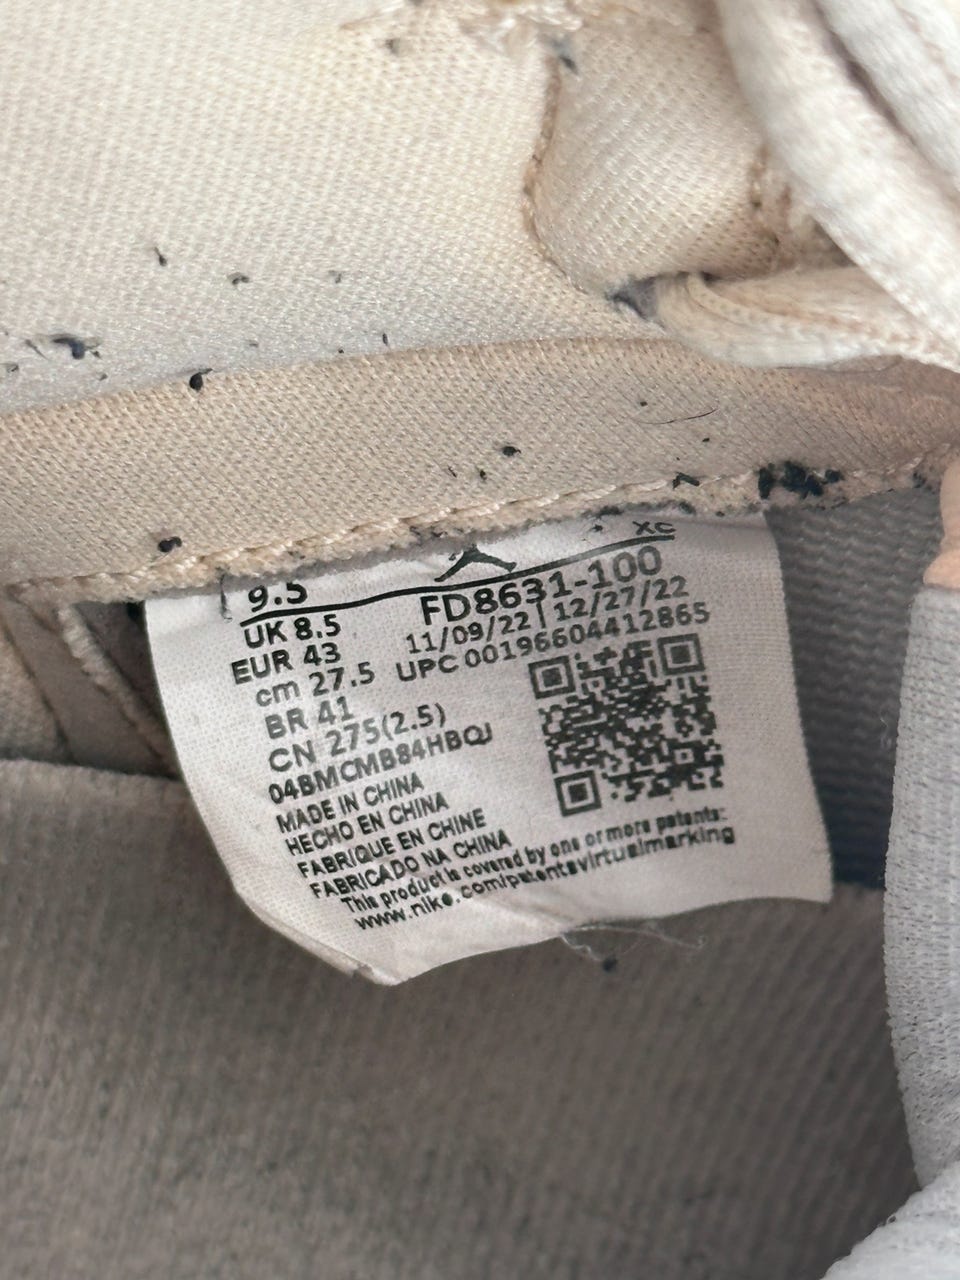 XC
9.5
FD8631-100
UK 8.5
11/09/22 | 12/27/22
EUR 43
UPC 00196604412865
cm 27.5
BR 41
CN 275(2.5)
04BMCMB84HBQJ
MADE IN CHINA
HECHO EN CHINA
FABRIQUE EN CHINE
FABRICADO NA CHINA
This product is covered by one or more patents:
www.nike.com/patentsvirtualmarking